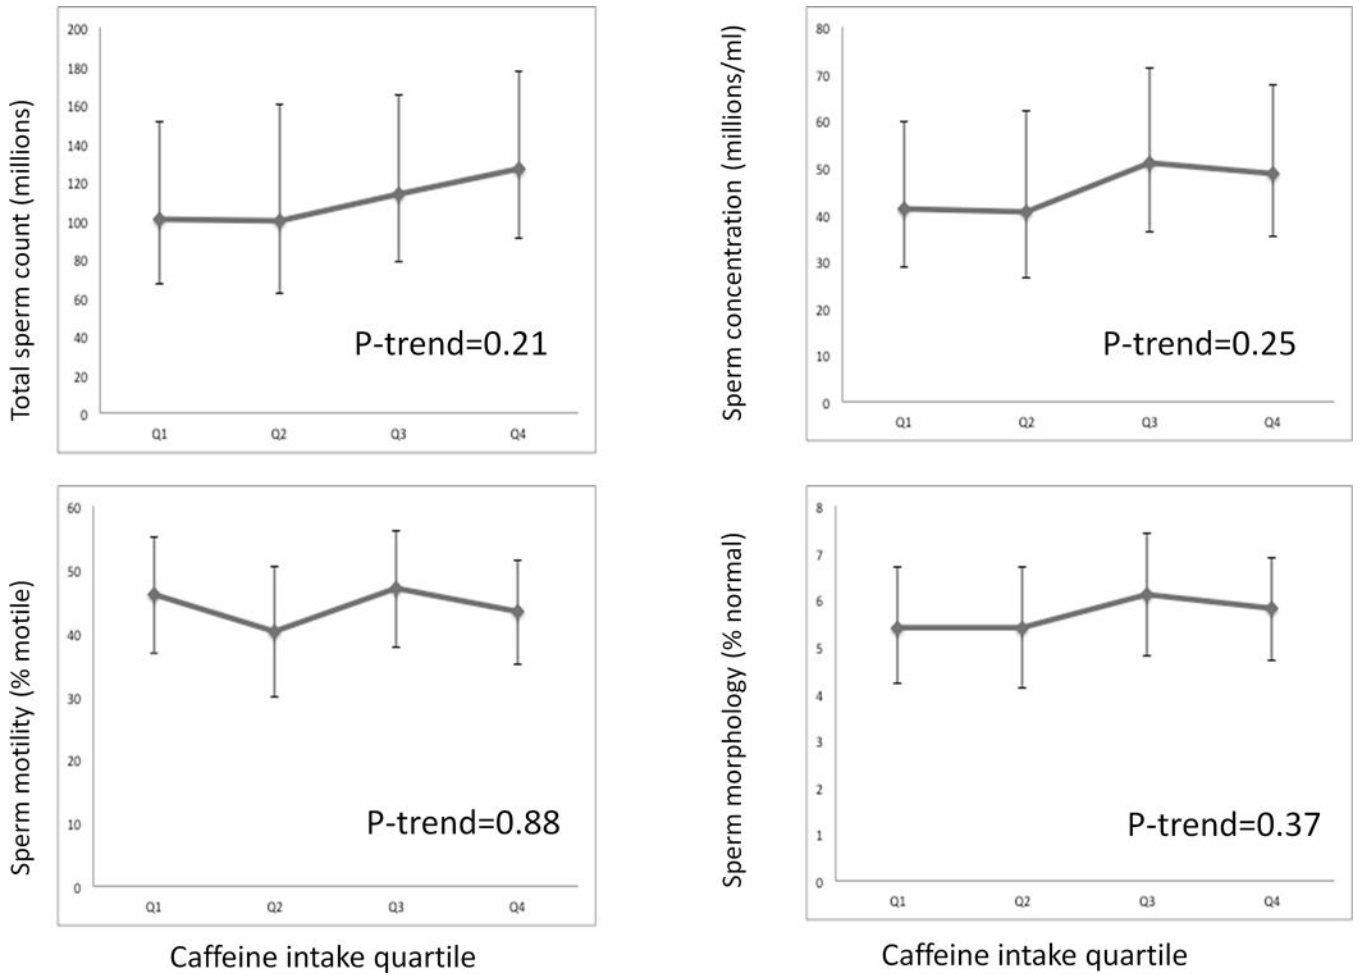 Total sperm count (millions)
200
180
160
140
120
100
80
60
40
20
0
P-trend=0.21
Q1 Q2 Q3 Q4
Sperm concentration (millions/ml)
80
70
60
50
40
30
20
10
0
P-trend=0.25
Q1 Q2 Q3 Q4
Sperm motility (% motile)
60
50
40
30
20
10
0
P-trend=0.88
Q1 Q2 Q3 Q4
Caffeine intake quartile
Sperm morphology (% normal)
8
7
6
5
4
3
2
1
0
P-trend=0.37
Q1 Q2 Q3 Q4
Caffeine intake quartile